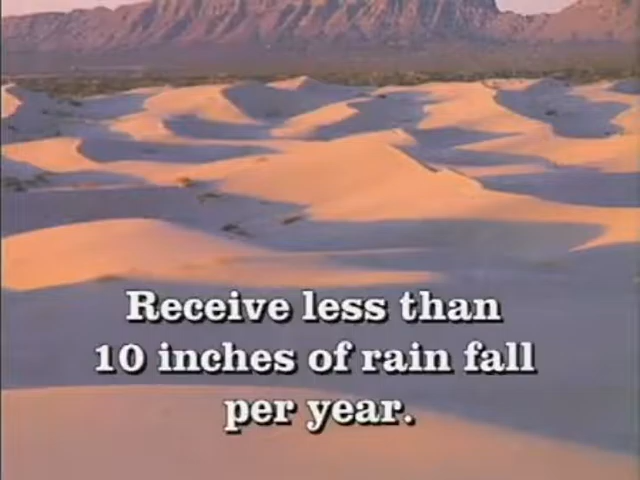 Receive less than
10 inches of rain fall
per year.